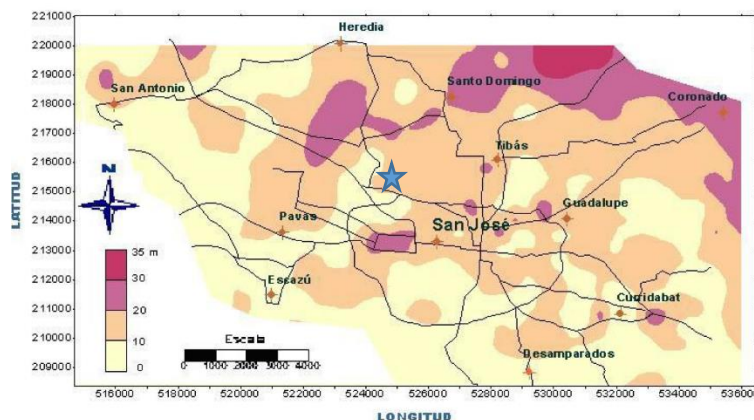 Heredia
220000
219000
218000
217000
216000
215000
214000
213000
212000
211000
210000
209000
LATITUD
San Antonio
Santo Domingo
Coronado
Tibás
N
Guadalupe
Pavas
San José
35 m
30
20
10
0
Escazú
Curridabat
Escala
0 1000 2000 3000 4000
Desamparados
516000 518000 520000 522000 524000 526000 528000 530000 532000 534000 536000
LONGITUD